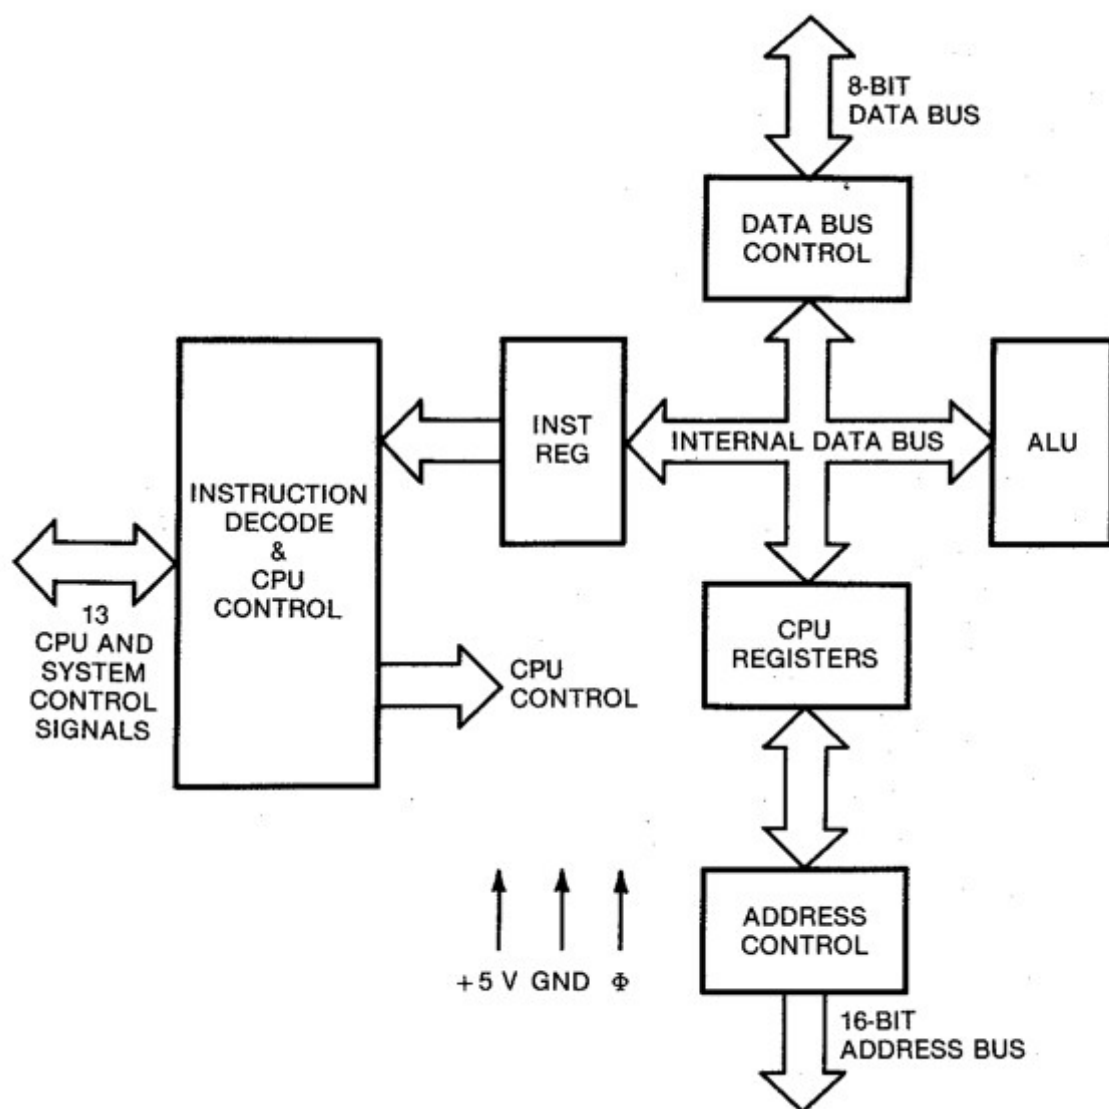 8-BIT
DATA BUS
DATA BUS
CONTROL
INST
REG
INTERNAL DATA BUS
ALU
INSTRUCTION
DECODE
&
CPU
CONTROL
13
CPU AND
SYSTEM
CONTROL
SIGNALS
CPU
CONTROL
CPU
REGISTERS
ADDRESS
CONTROL
+5 V GND Φ
16-BIT
ADDRESS BUS